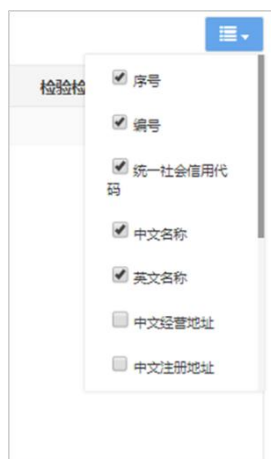 检验检
序号
编号
统一社会信用代
码
中文名称
英文名称
中文经营地址
中文注册地址